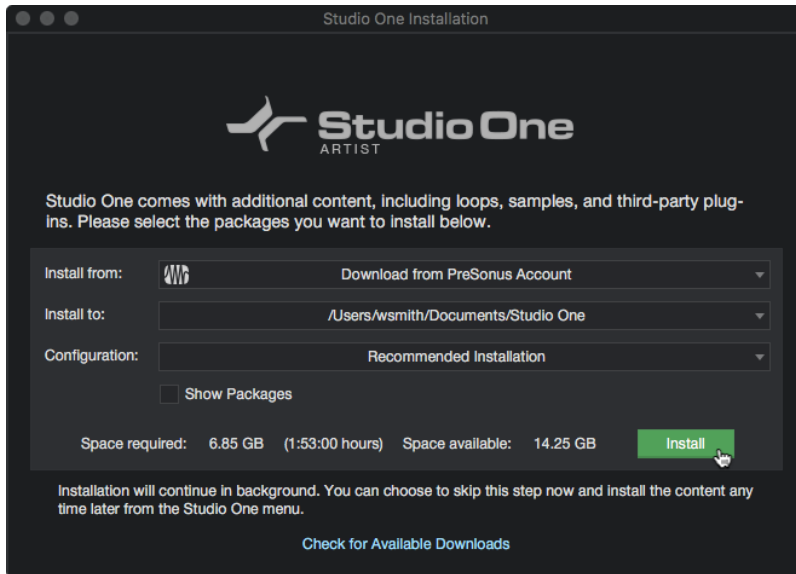 Studio One Installation
Studio One
ARTIST
Studio One comes with additional content, including loops, samples, and third-party plug-
ins. Please select the packages you want to install below.
Install from: Download from PreSonus Account
Install to: /Users/wsmith/Documents/Studio One
Configuration: Recommended Installation
Show Packages
Space required: 6.85 GB (1:53:00 hours) Space available: 14.25 GB Install
Installation will continue in background. You can choose to skip this step now and install the content any
time later from the Studio One menu.
Check for Available Downloads